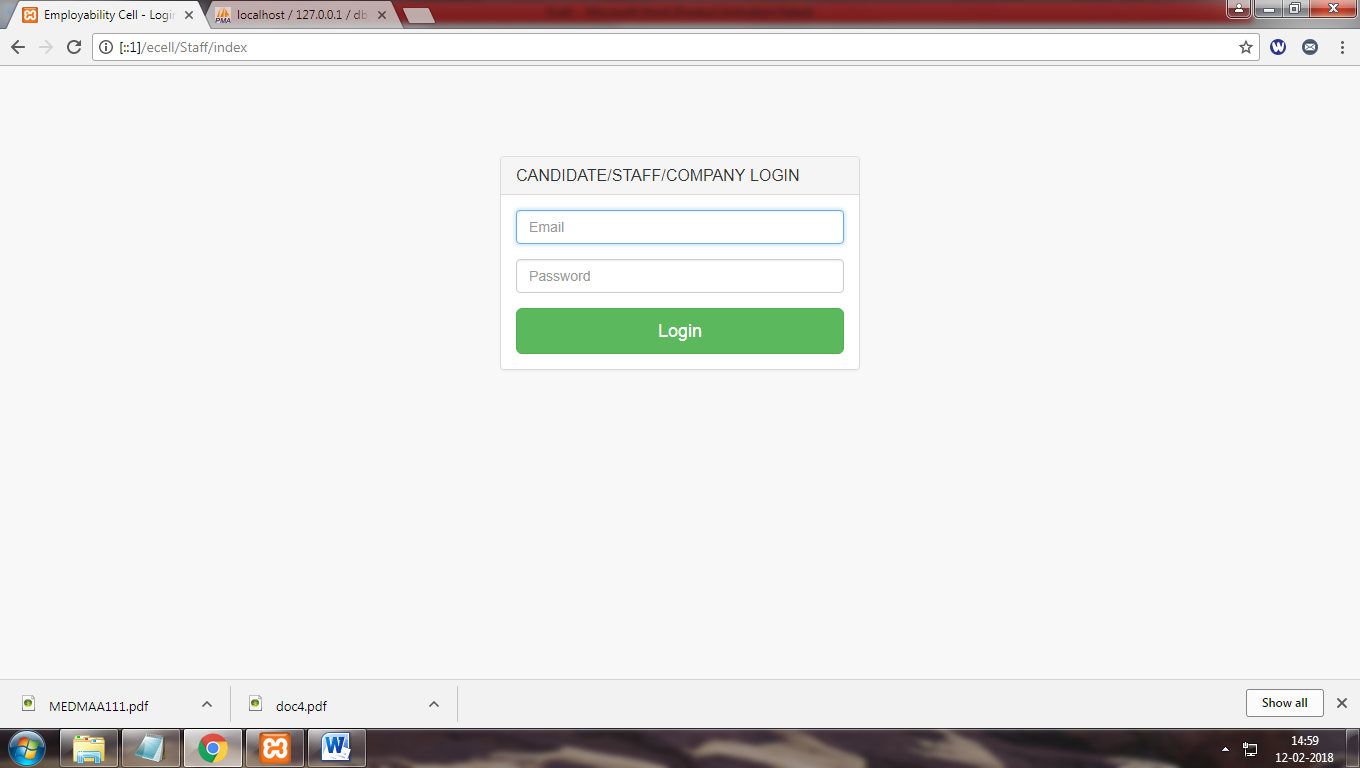 Employability Cell - Logi
localhost / 127.0.0.1 / db
[::1]/ecell/Staff/index
CANDIDATE/STAFF/COMPANY LOGIN
Email
Password
Login
MEDMAA111.pdf
doc4.pdf
Show all
14:59
12-02-2018